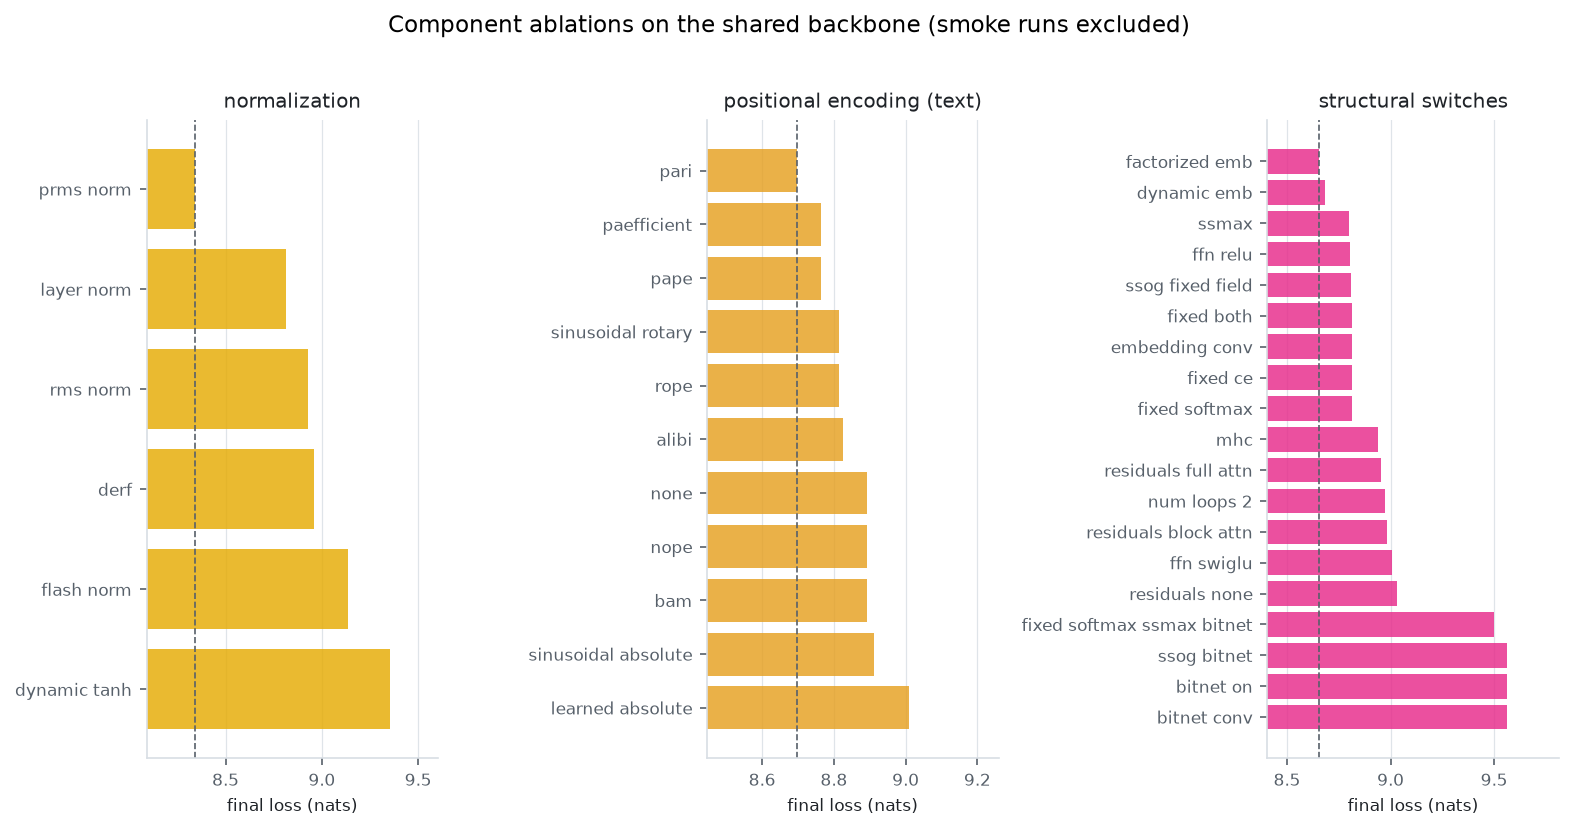 Component ablations on the shared backbone (smoke runs excluded)
normalization
prms norm
layer norm
rms norm
derf
flash norm
dynamic tanh
8.5 9.0 9.5
final loss (nats)
positional encoding (text)
pari
paefficient
pape
sinusoidal rotary
rope
alibi
none
nope
bam
sinusoidal absolute
learned absolute
8.6 8.8 9.0 9.2
final loss (nats)
structural switches
factorized emb
dynamic emb
ssmax
ffn relu
ssog fixed field
fixed both
embedding conv
fixed ce
fixed softmax
mhc
residuals full attn
num loops 2
residuals block attn
ffn swiglu
residuals none
fixed softmax ssmax bitnet
ssog bitnet
bitnet on
bitnet conv
8.5 9.0 9.5
final loss (nats)